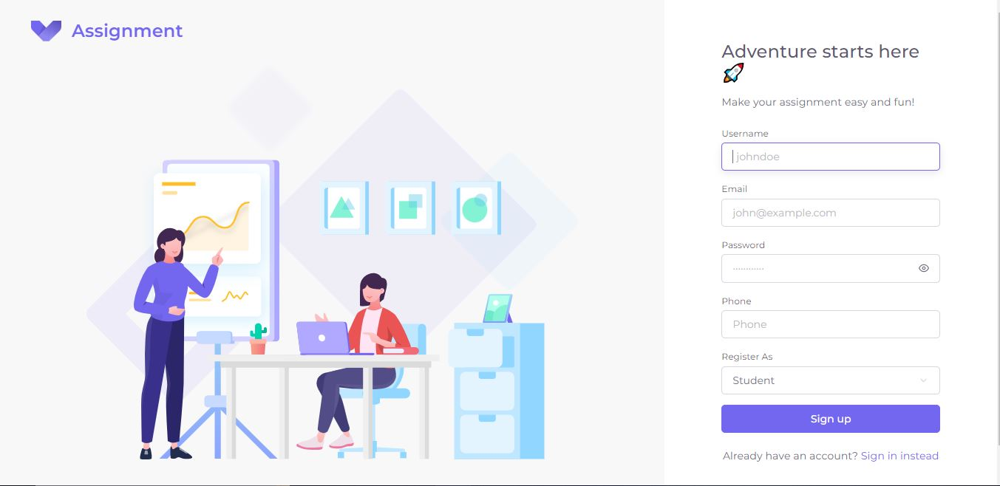 Assignment
Adventure starts here
🚀
Make your assignment easy and fun!
Username
johndoe
Email
john@example.com
Password
············
Phone
Phone
Register As
Student
Sign up
Already have an account? Sign in instead